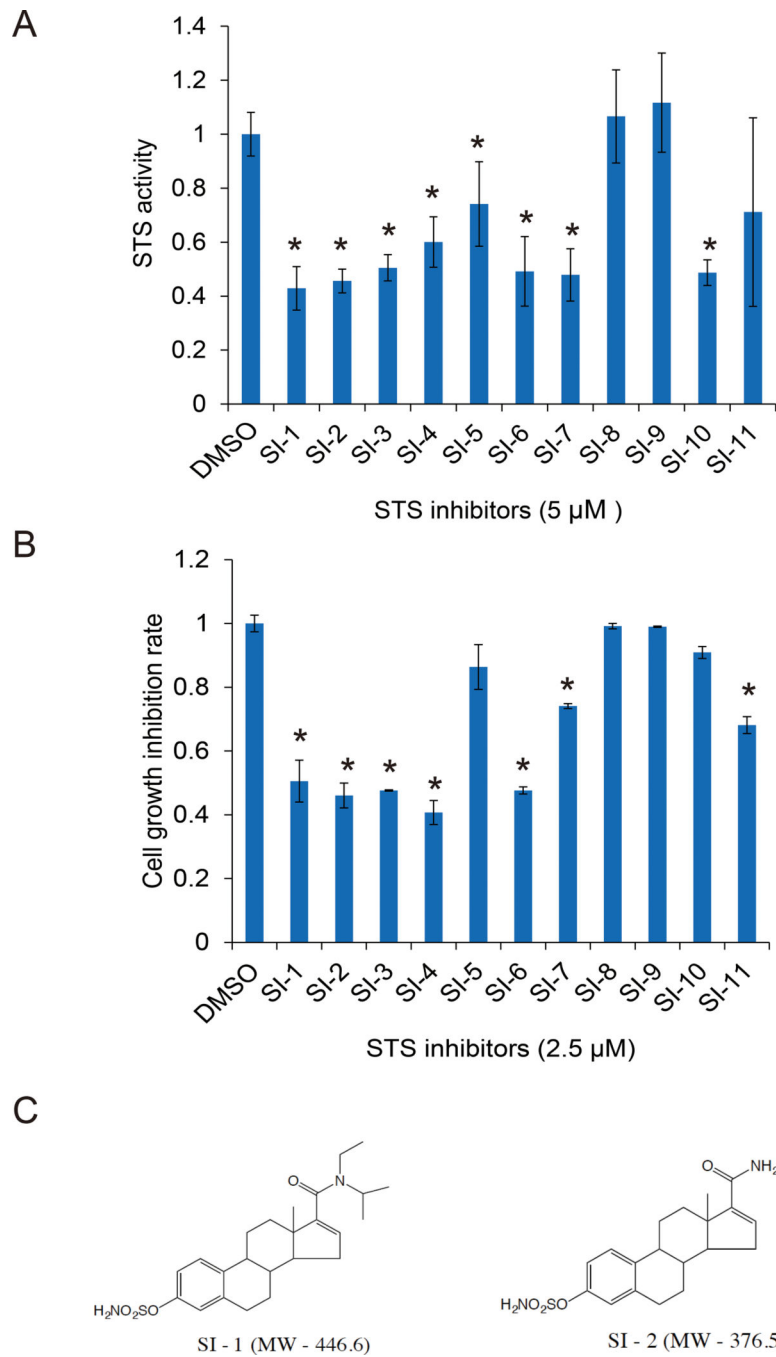 A
STS activity
1.4
1.2
1
0.8
0.6
0.4
0.2
0
* * * * * * * *
DMSO SI-1 SI-2 SI-3 SI-4 SI-5 SI-6 SI-7 SI-8 SI-9 SI-10 SI-11
STS inhibitors (5 µM )
B
Cell growth inhibition rate
1.2
1
0.8
0.6
0.4
0.2
0
* * * * * * *
DMSO SI-1 SI-2 SI-3 SI-4 SI-5 SI-6 SI-7 SI-8 SI-9 SI-10 SI-11
STS inhibitors (2.5 µM)
C
O
N
H₂NO₂SO
SI - 1 (MW - 446.6)
O
NH₂
H₂NO₂SO
SI - 2 (MW - 376.5